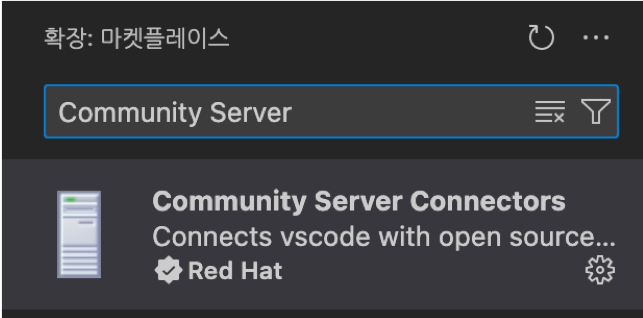 확장: 마켓플레이스
Community Server
Community Server Connectors
Connects vscode with open source...
Red Hat